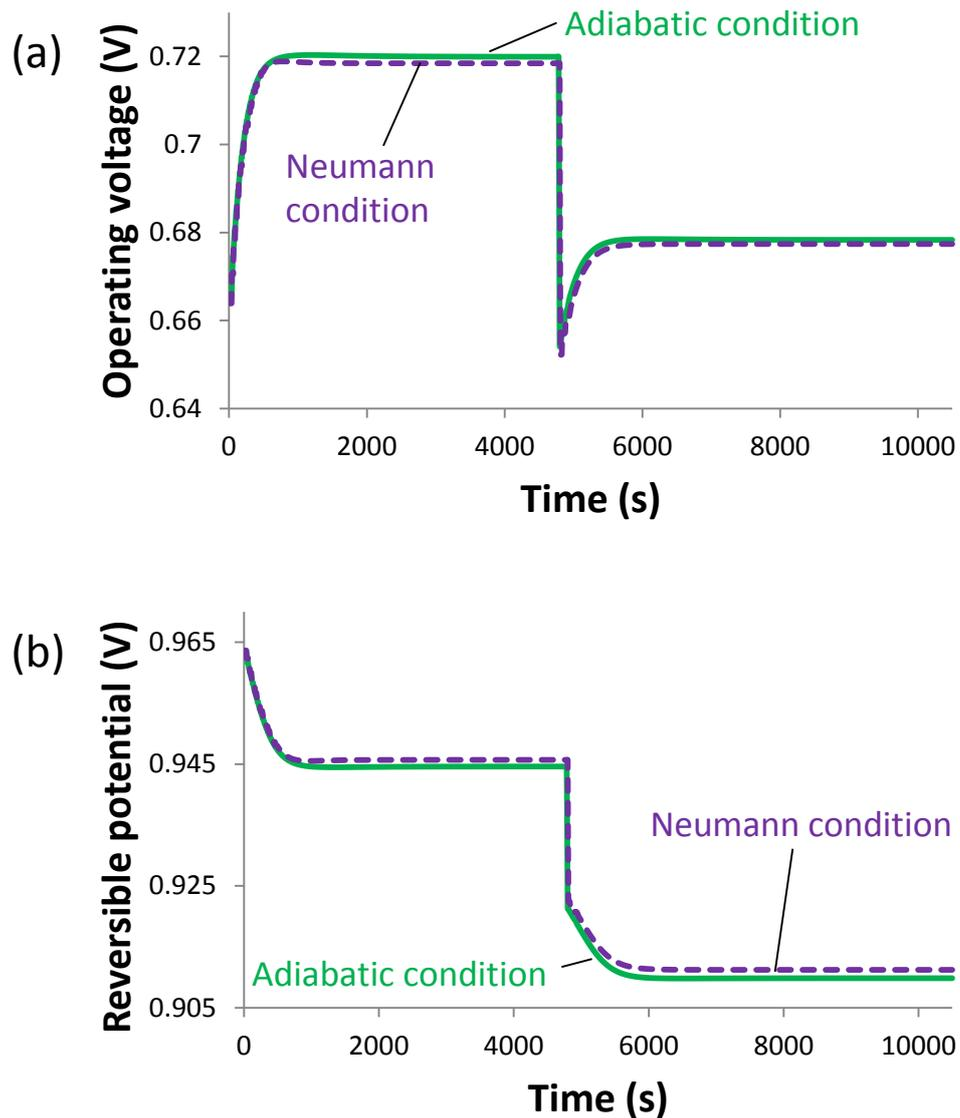 (a)
Operating voltage (V)
0.72
0.7
0.68
0.66
0.64
Adiabatic condition
Neumann
condition
0
2000
4000
6000
8000
10000
Time (s)
(b)
Reversible potential (V)
0.965
0.945
0.925
0.905
Neumann condition
Adiabatic condition
0
2000
4000
6000
8000
10000
Time (s)